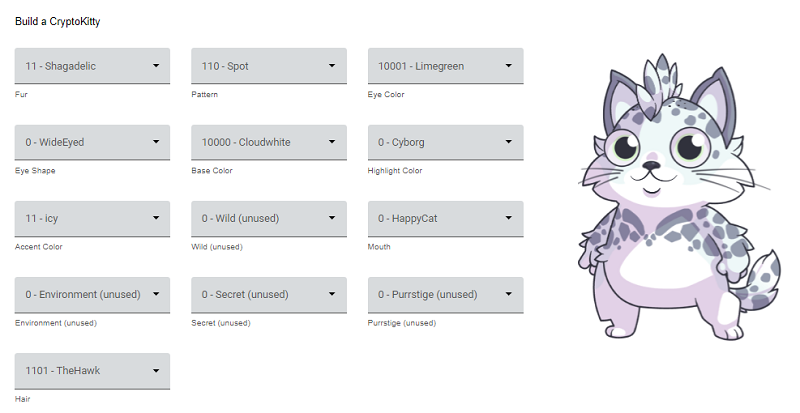 Build a CryptoKitty
11 - Shagadelic
110 - Spot
10001 - Limegreen
Fur
Pattern
Eye Color
0 - WideEyed
10000 - Cloudwhite
0 - Cyborg
Eye Shape
Base Color
Highlight Color
11 - icy
0 - Wild (unused)
0 - HappyCat
Accent Color
Wild (unused)
Mouth
0 - Environment (unused)
0 - Secret (unused)
0 - Purrstige (unused)
Environment (unused)
Secret (unused)
Purrstige (unused)
1101 - TheHawk
Hair